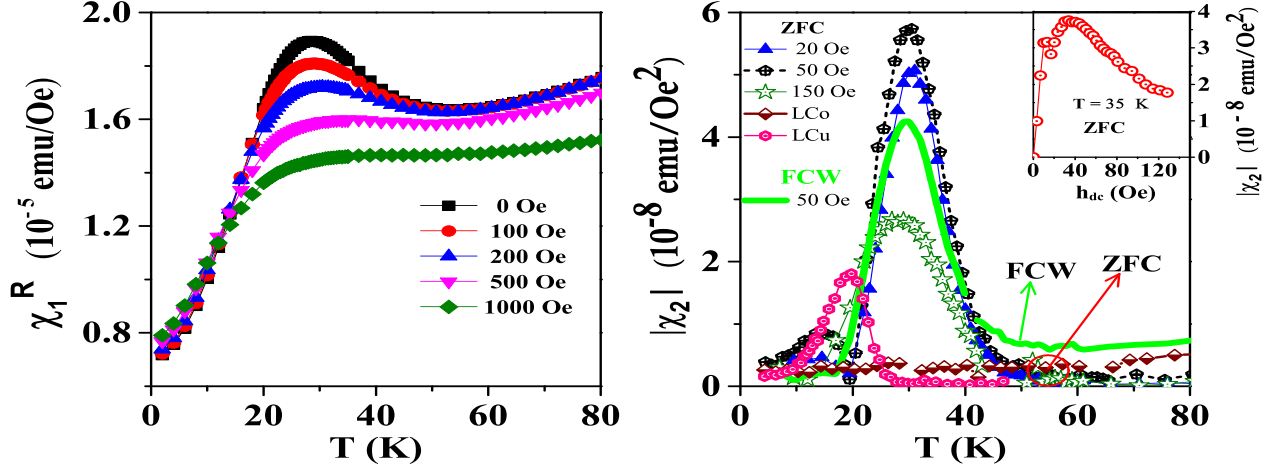 2.0
1.6
1.2
0.8
χ₁ᴿ (10⁻⁵ emu/Oe)
0 Oe
100 Oe
200 Oe
500 Oe
1000 Oe
0 20 40 60 80
T (K)
6
4
2
0
|χ₂| (10⁻⁸ emu/Oe²)
ZFC
20 Oe
50 Oe
150 Oe
LCo
LCu
FCW
50 Oe
FCW
ZFC
0 20 40 60 80
T (K)
T = 35 K
ZFC
0 40 80 120
h_dc (Oe)
4
3
2
1
0
|χ₂| (10⁻⁸ emu/Oe²)